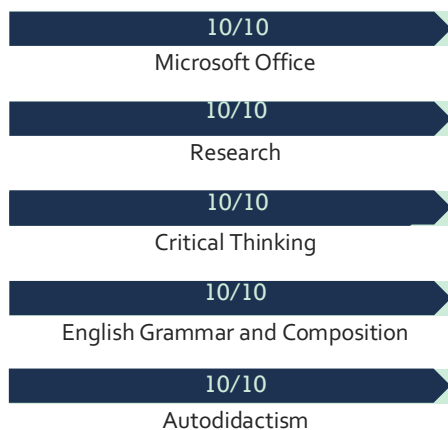 10/10
Microsoft Office
10/10
Research
10/10
Critical Thinking
10/10
English Grammar and Composition
10/10
Autodidactism